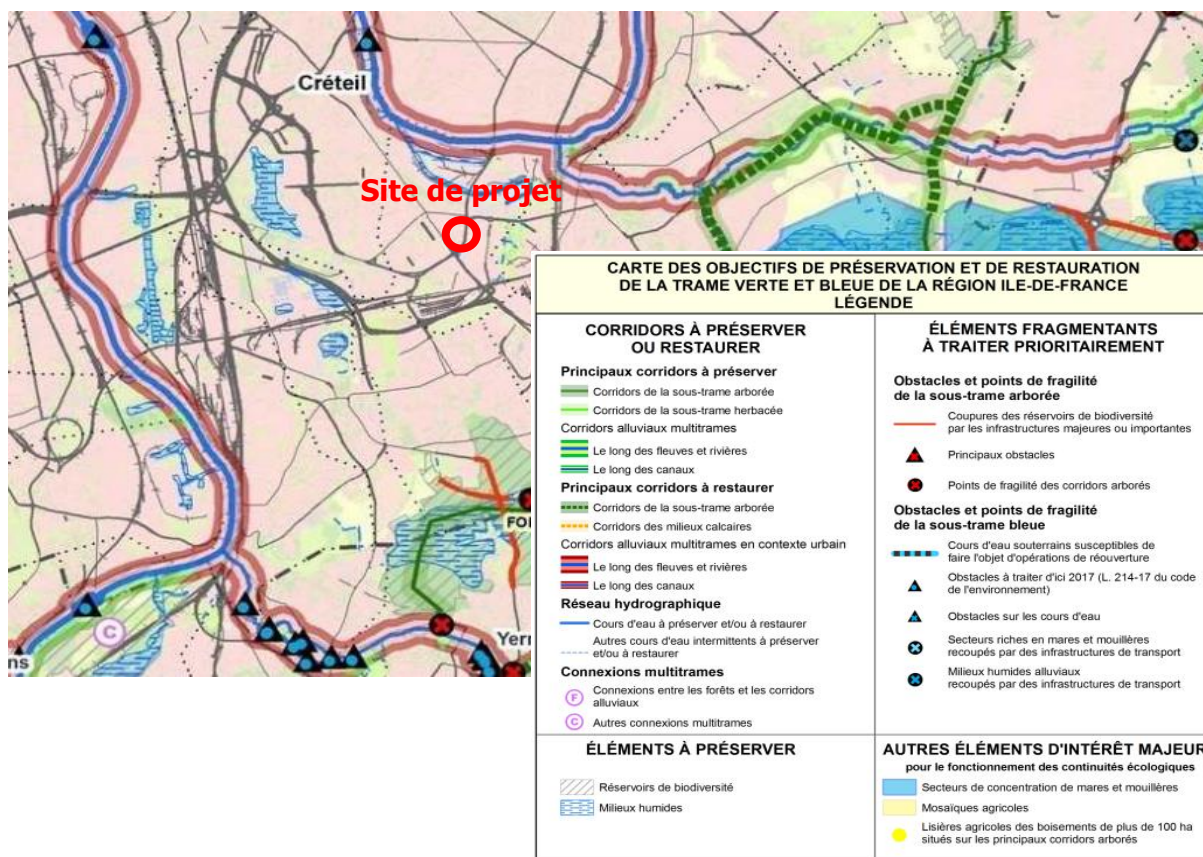 Créteil
Site de projet
FO
Yerr
ns
C
CARTE DES OBJECTIFS DE PRÉSERVATION ET DE RESTAURATION
DE LA TRAME VERTE ET BLEUE DE LA RÉGION ILE-DE-FRANCE
LÉGENDE
CORRIDORS À PRÉSERVER
OU RESTAURER
Principaux corridors à préserver
Corridors de la sous-trame arborée
Corridors de la sous-trame herbacée
Corridors alluviaux multitrames
Le long des fleuves et rivières
Le long des canaux
Principaux corridors à restaurer
Corridors de la sous-trame arborée
Corridors des milieux calcaires
Corridors alluviaux multitrames en contexte urbain
Le long des fleuves et rivières
Le long des canaux
Réseau hydrographique
Cours d'eau à préserver et/ou à restaurer
Autres cours d'eau intermittents à préserver
et/ou à restaurer
Connexions multitrames
F
Connexions entre les forêts et les corridors
alluviaux
C
Autres connexions multitrames
ÉLÉMENTS FRAGMENTANTS
À TRAITER PRIORITAIREMENT
Obstacles et points de fragilité
de la sous-trame arborée
Coupures des réservoirs de biodiversité
par les infrastructures majeures ou importantes
Principaux obstacles
Points de fragilité des corridors arborés
Obstacles et points de fragilité
de la sous-trame bleue
Cours d'eau souterrains susceptibles de
faire l'objet d'opérations de réouverture
Obstacles à traiter d'ici 2017 (L. 214-17 du code
de l'environnement)
Obstacles sur les cours d'eau
Secteurs riches en mares et mouillères
recoupés par des infrastructures de transport
Milieux humides alluviaux
recoupés par des infrastructures de transport
ÉLÉMENTS À PRÉSERVER
Réservoirs de biodiversité
Milieux humides
AUTRES ÉLÉMENTS D'INTÉRÊT MAJEUR
pour le fonctionnement des continuités écologiques
Secteurs de concentration de mares et mouillères
Mosaïques agricoles
Lisières agricoles des boisements de plus de 100 ha
situés sur les principaux corridors arborés